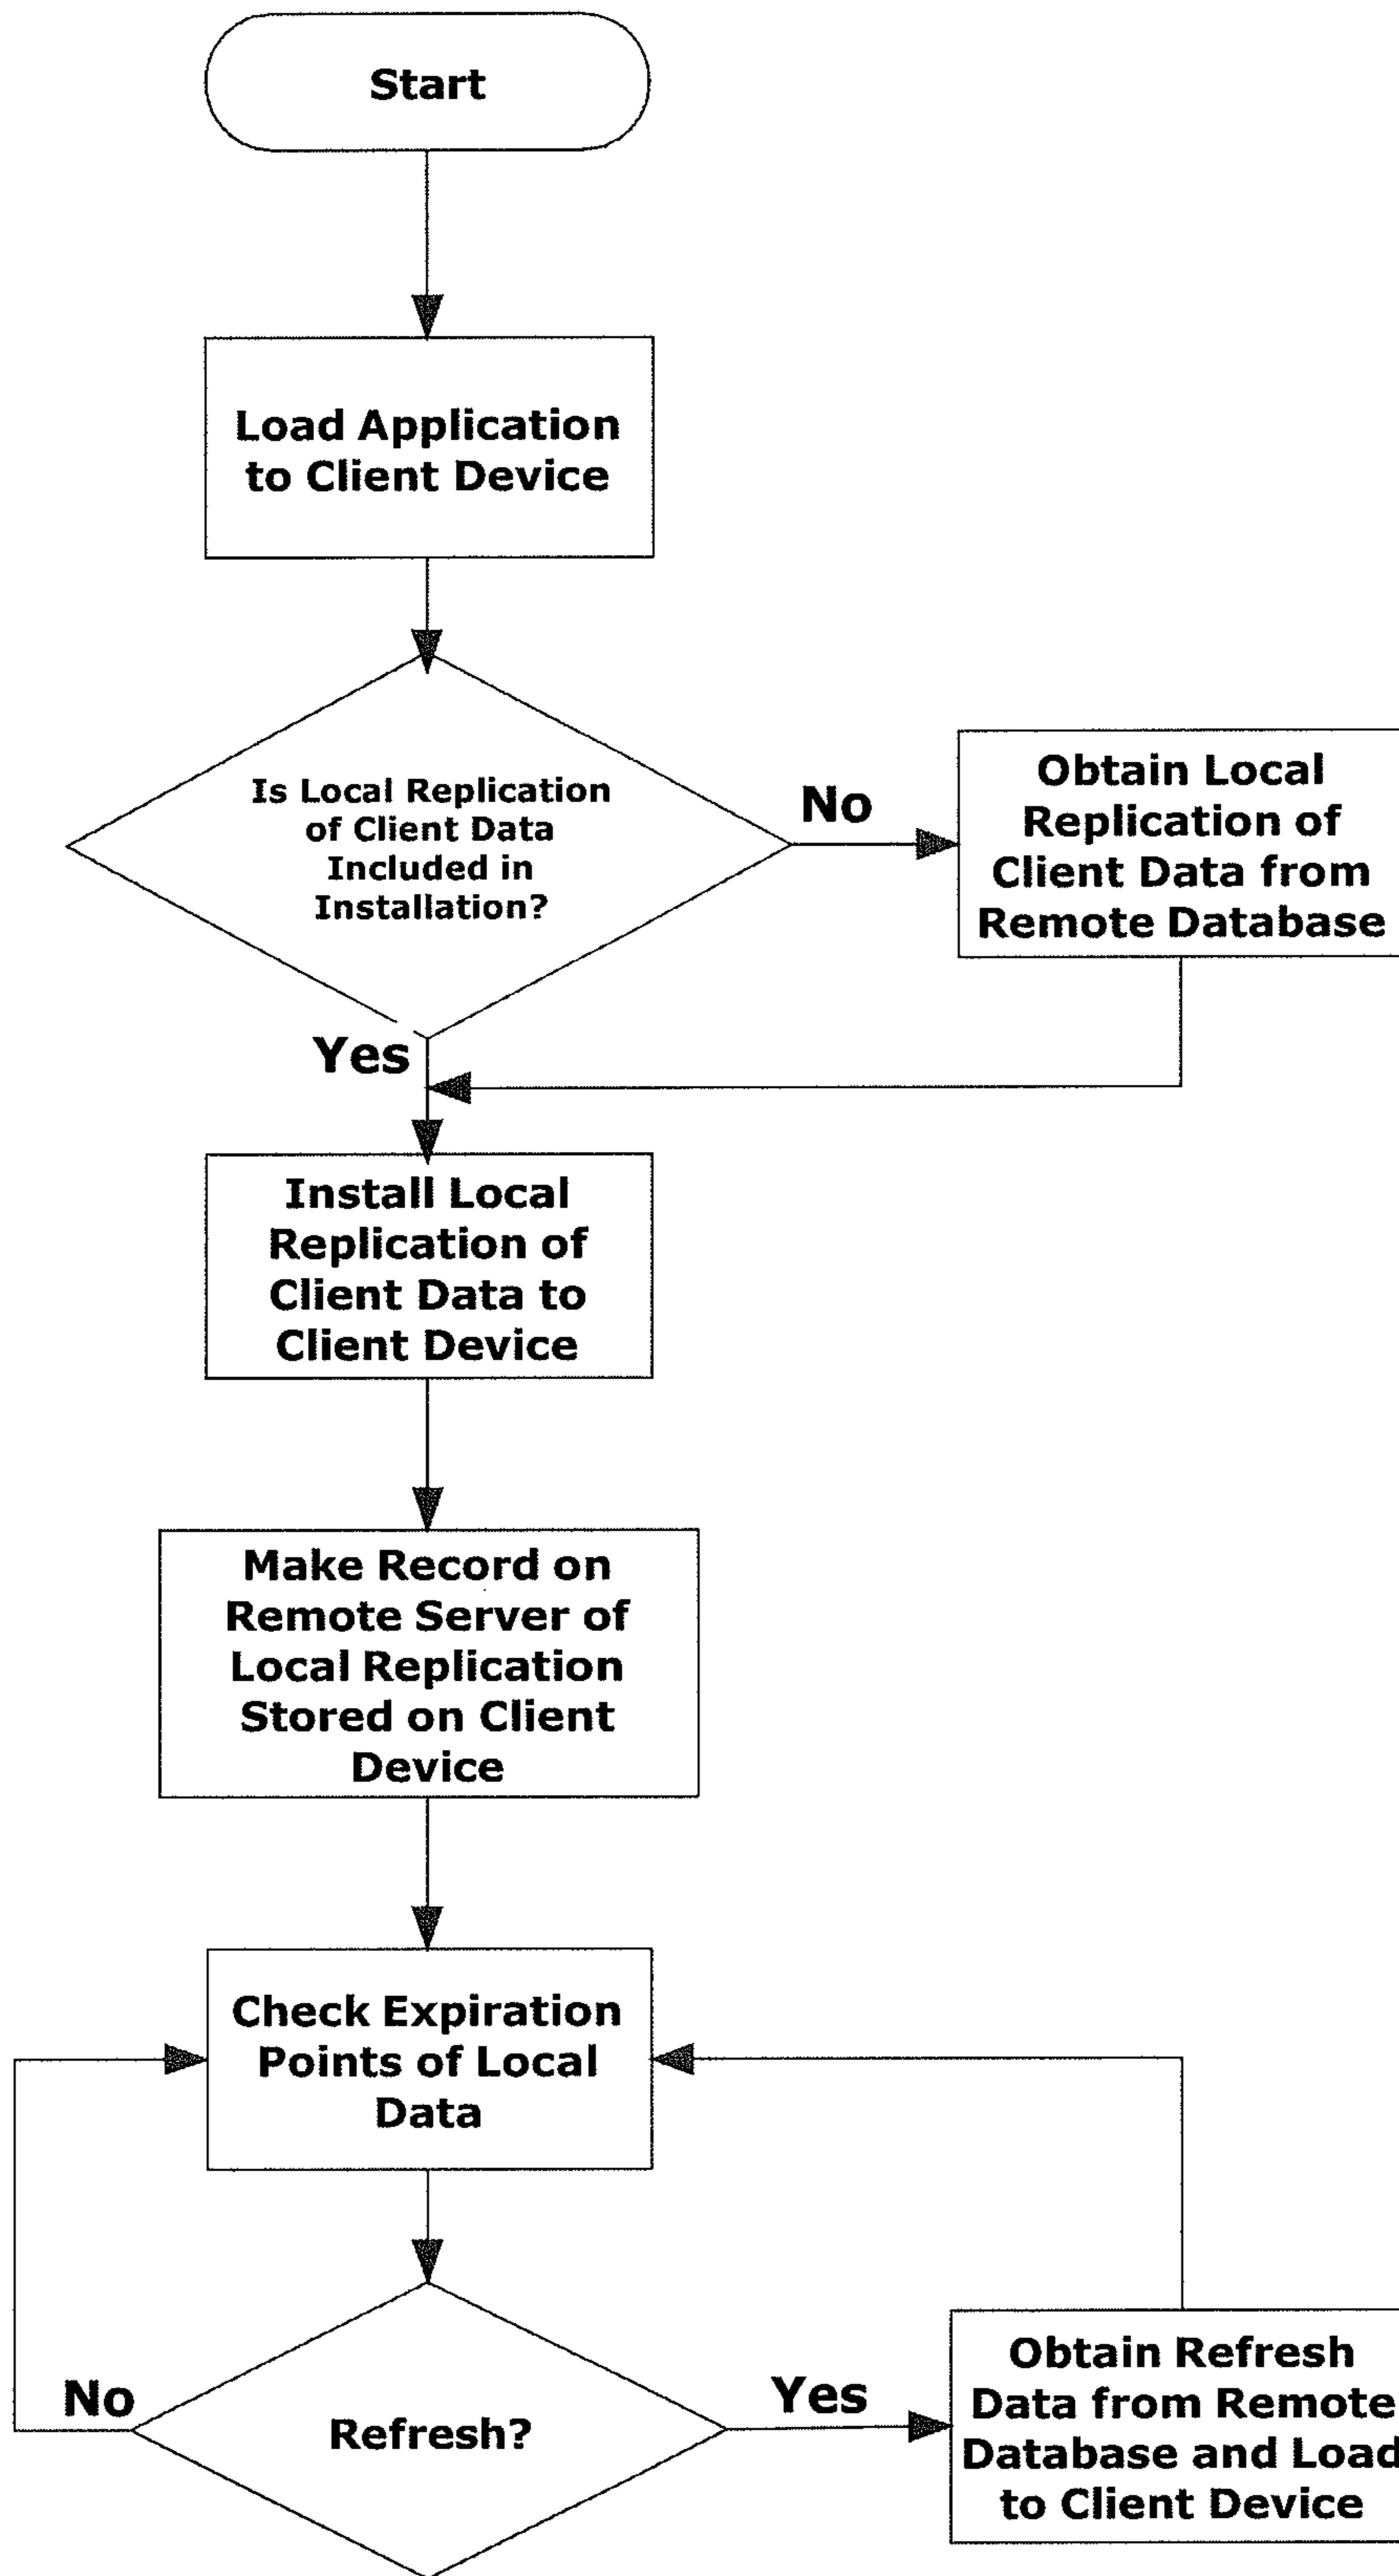 Start
Load Application
to Client Device
Is Local Replication
of Client Data
Included in
Installation?
No
Obtain Local
Replication of
Client Data from
Remote Database
Yes
Install Local
Replication of
Client Data to
Client Device
Make Record on
Remote Server of
Local Replication
Stored on Client
Device
Check Expiration
Points of Local
Data
No
Refresh?
Yes
Obtain Refresh
Data from Remote
Database and Load
to Client Device